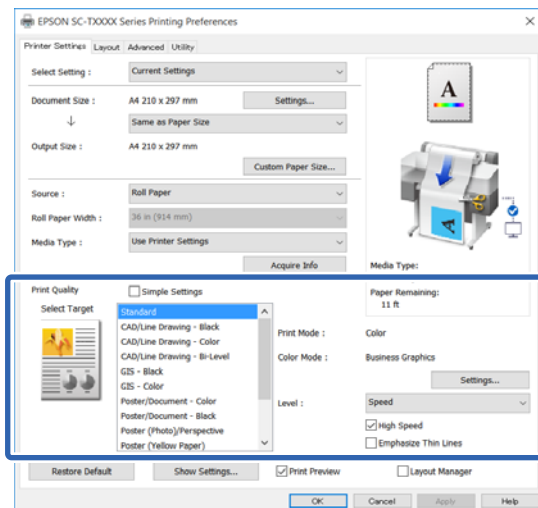 EPSON SC-TXXXX Series Printing Preferences
Printer Settings Layout Advanced Utility
Select Setting : Current Settings
Document Size : A4 210 x 297 mm Settings...
Same as Paper Size
Output Size : A4 210 x 297 mm
Custom Paper Size...
Source : Roll Paper
Roll Paper Width : 36 in (914 mm)
Media Type : Use Printer Settings
Acquire Info
A
Media Type:
Paper Remaining:
11 ft
Print Quality Simple Settings
Select Target
Standard
CAD/Line Drawing - Black
CAD/Line Drawing - Color
CAD/Line Drawing - Bi-Level
GIS - Black
GIS - Color
Poster/Document - Color
Poster/Document - Black
Poster (Photo)/Perspective
Poster (Yellow Paper)
Print Mode : Color
Color Mode : Business Graphics
Settings...
Level : Speed
High Speed
Emphasize Thin Lines
Restore Default Show Settings... Print Preview Layout Manager
OK Cancel Apply Help